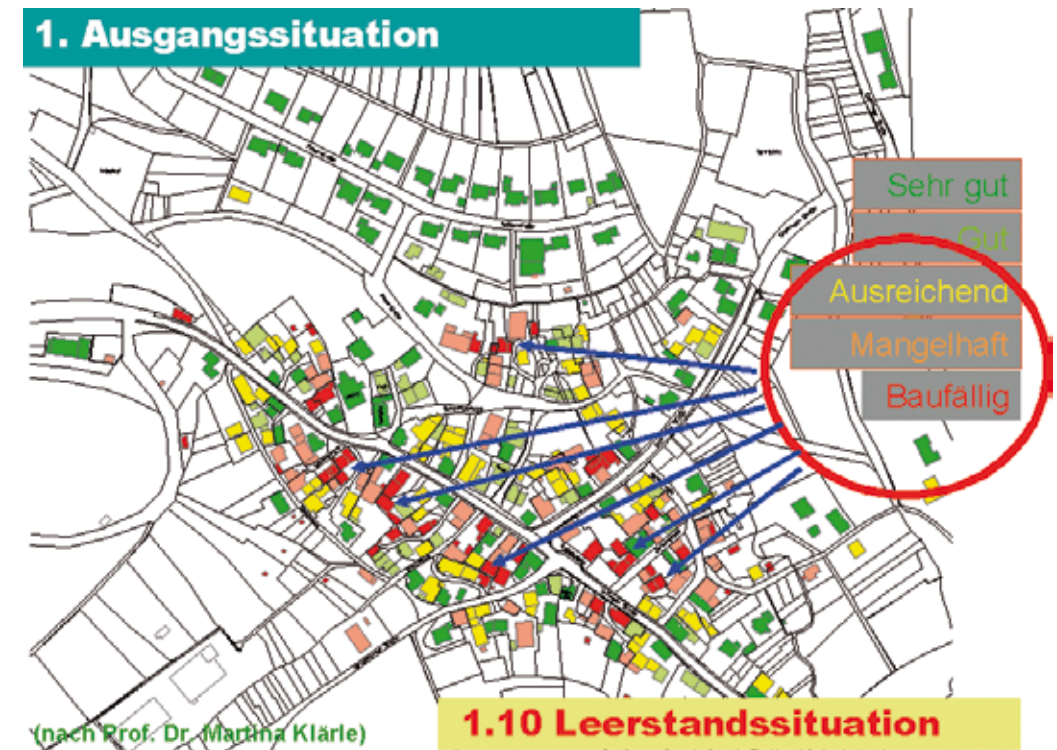 1. Ausgangssituation
Sehr gut
Gut
Ausreichend
Mangelhaft
Baufällig
(nach Prof. Dr. Martina Klärle)
1.10 Leerstandssituation